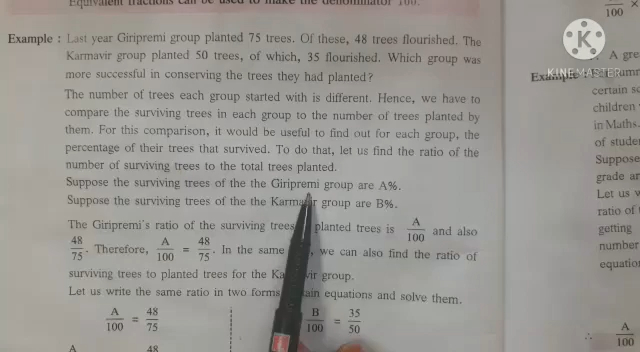 Equivalent fractions can be used to make the denominator 100.
Example : Last year Giripremi group planted 75 trees. Of these, 48 trees flourished. The
Karmavir group planted 50 trees, of which, 35 flourished. Which group was
more successful in conserving the trees they had planted?
The number of trees each group started with is different. Hence, we have to
compare the surviving trees in each group to the number of trees planted by
them. For this comparison, it would be useful to find out for each group, the
percentage of their trees that survived. To do that, let us find the ratio of the
number of surviving trees to the total trees planted.
Suppose the surviving trees of the the Giripremi group are A%.
Suppose the surviving trees of the the Karmavir group are B%.
The Giripremi's ratio of the surviving trees planted trees is A/100 and also
48/75. Therefore, A/100 = 48/75. In the same we can also find the ratio of
surviving trees to planted trees for the group.
Let us write the same ratio in two forms equations and solve them.
A/100 = 48/75
B/100 = 35/50
A 48
100 ×
KINEMASTER
A gre
Example
certain sc
children
in Maths.
of studen
Suppose
grade ar
Let us w
ratio of
getting
number
equation
∴ A/100